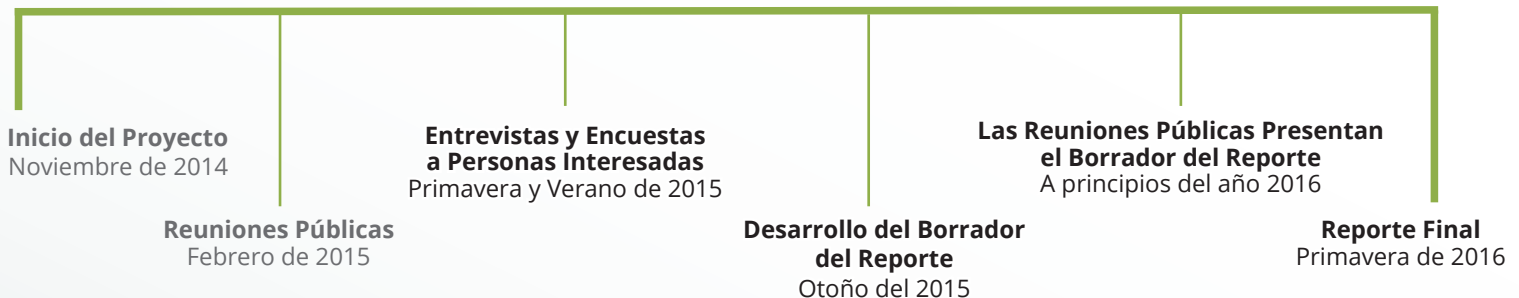 Inicio del Proyecto
Noviembre de 2014
Reuniones Públicas
Febrero de 2015
Entrevistas y Encuestas
a Personas Interesadas
Primavera y Verano de 2015
Desarrollo del Borrador
del Reporte
Otoño del 2015
Las Reuniones Públicas Presentan
el Borrador del Reporte
A principios del año 2016
Reporte Final
Primavera de 2016